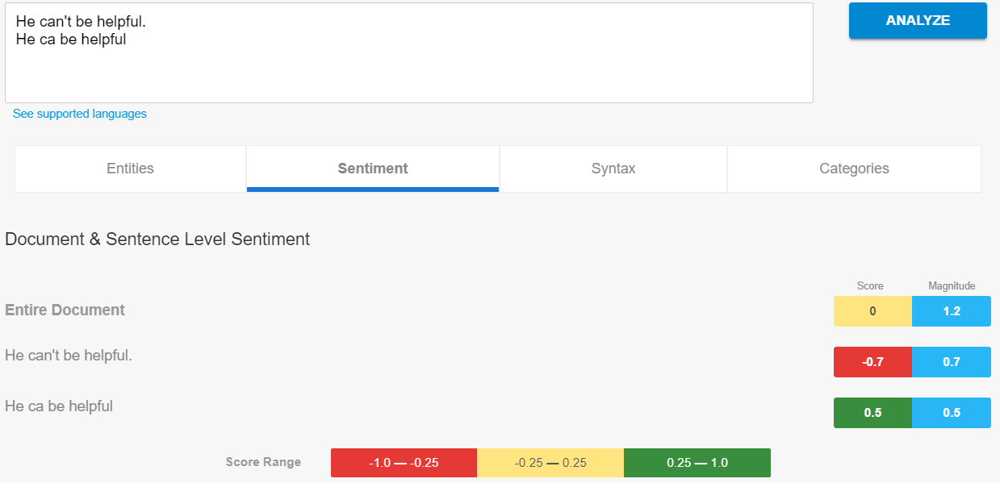 He can't be helpful.
He ca be helpful
ANALYZE
See supported languages
Entities Sentiment Syntax Categories
Document & Sentence Level Sentiment
Score Magnitude
Entire Document 0 1.2
He can't be helpful. -0.7 0.7
He ca be helpful 0.5 0.5
Score Range -1.0 — -0.25 -0.25 — 0.25 0.25 — 1.0